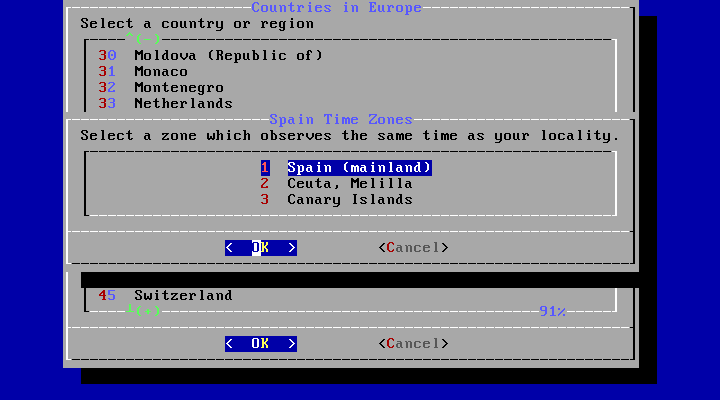 Countries in Europe
Select a country or region
^(-)
30 Moldova (Republic of)
31 Monaco
32 Montenegro
33 Netherlands
Spain Time Zones
Select a zone which observes the same time as your locality.
1 Spain (mainland)
2 Ceuta, Melilla
3 Canary Islands
< OK > <Cancel>
45 Switzerland
(+) 91%
< OK > <Cancel>